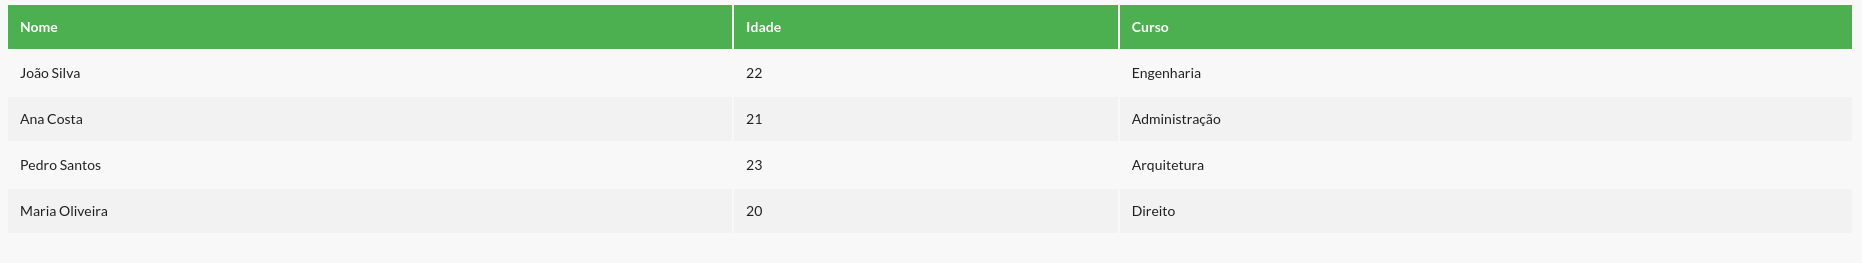 Nome Idade Curso
João Silva 22 Engenharia
Ana Costa 21 Administração
Pedro Santos 23 Arquitetura
Maria Oliveira 20 Direito